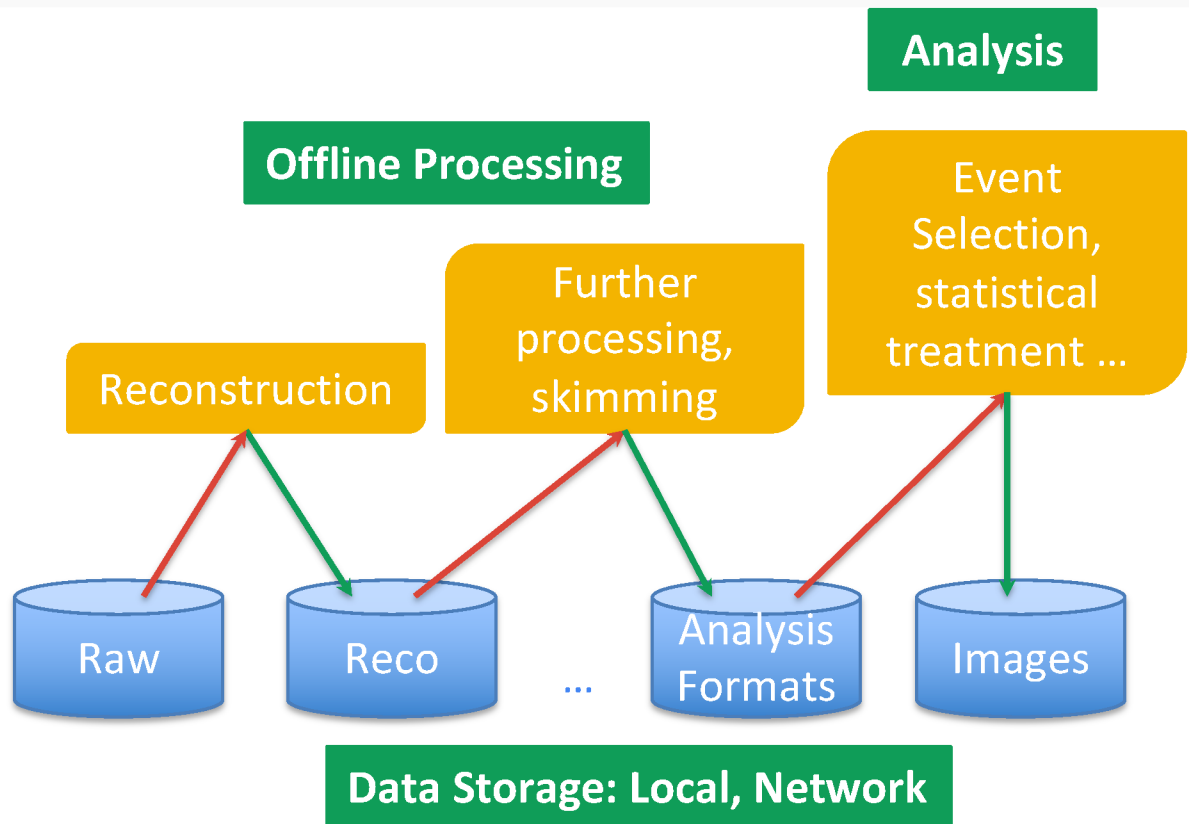 Analysis
Offline Processing
Event
Selection,
statistical
treatment ...
Further
processing,
skimming
Reconstruction
Raw
Reco
...
Analysis
Formats
Images
Data Storage: Local, Network